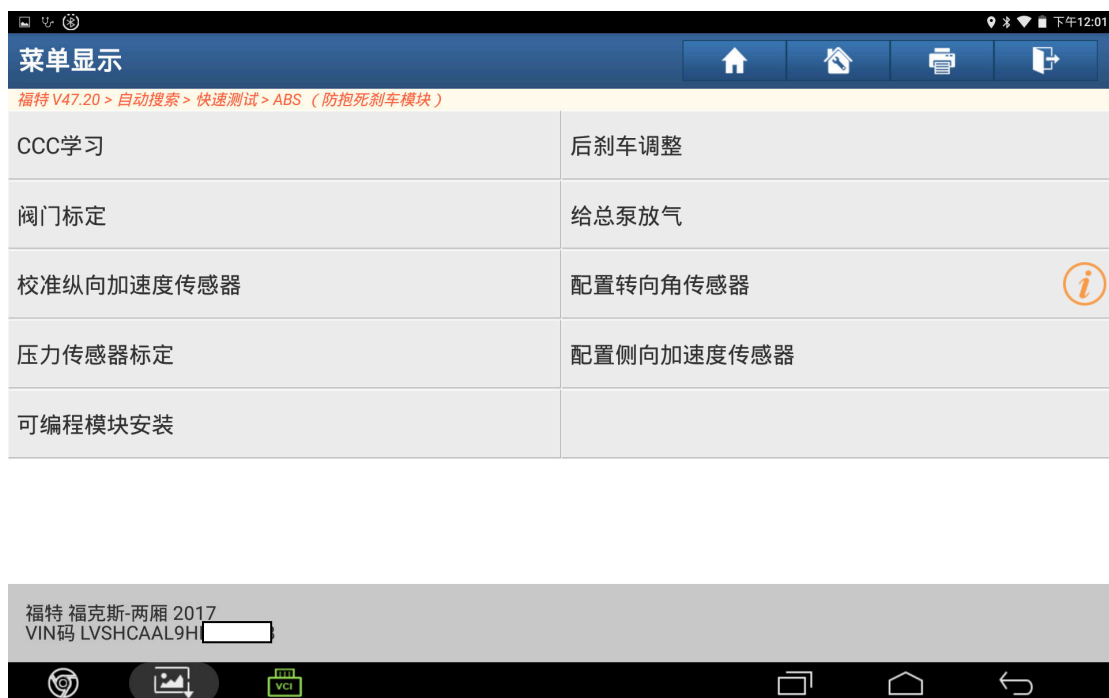 下午12:01
菜单显示
福特 V47.20 > 自动搜索 > 快速测试 > ABS （ 防抱死刹车模块 ）
CCC学习
后刹车调整
阀门标定
给总泵放气
校准纵向加速度传感器
配置转向角传感器
i
压力传感器标定
配置侧向加速度传感器
可编程模块安装
福特 福克斯-两厢 2017
VIN码 LVSHCAAL9H
VCI